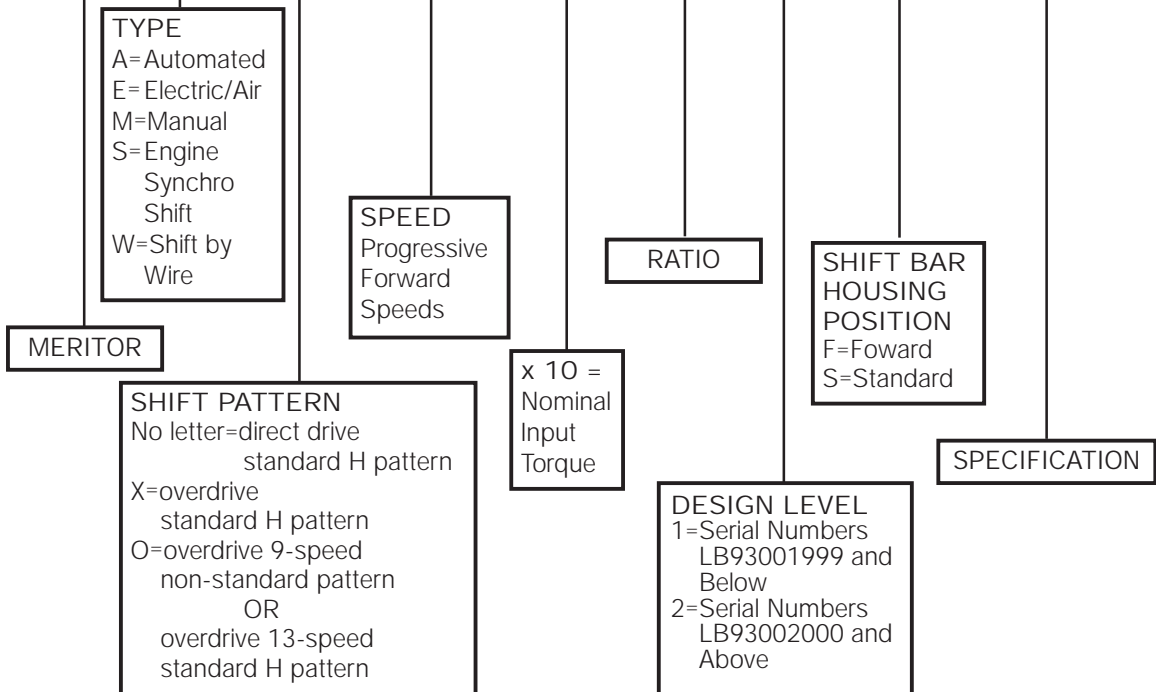 TYPE
A=Automated
E=Electric/Air
M=Manual
S=Engine
Synchro
Shift
W=Shift by
Wire
MERITOR
SHIFT PATTERN
No letter=direct drive
standard H pattern
X=overdrive
standard H pattern
O=overdrive 9-speed
non-standard pattern
OR
overdrive 13-speed
standard H pattern
SPEED
Progressive
Forward
Speeds
x 10 =
Nominal
Input
Torque
RATIO
DESIGN LEVEL
1=Serial Numbers
LB93001999 and
Below
2=Serial Numbers
LB93002000 and
Above
SHIFT BAR
HOUSING
POSITION
F=Foward
S=Standard
SPECIFICATION